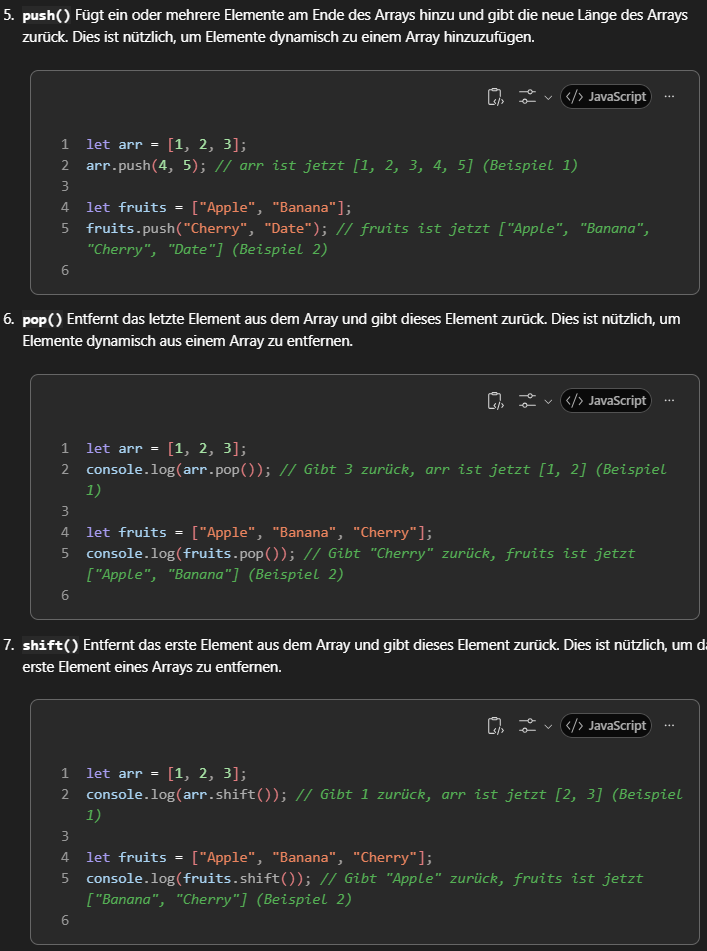 5. push() Fügt ein oder mehrere Elemente am Ende des Arrays hinzu und gibt die neue Länge des Arrays
zurück. Dies ist nützlich, um Elemente dynamisch zu einem Array hinzuzufügen.
</> JavaScript ...
1 let arr = [1, 2, 3];
2 arr.push(4, 5); // arr ist jetzt [1, 2, 3, 4, 5] (Beispiel 1)
3
4 let fruits = ["Apple", "Banana"];
5 fruits.push("Cherry", "Date"); // fruits ist jetzt ["Apple", "Banana",
"Cherry", "Date"] (Beispiel 2)
6
6. pop() Entfernt das letzte Element aus dem Array und gibt dieses Element zurück. Dies ist nützlich, um
Elemente dynamisch aus einem Array zu entfernen.
</> JavaScript ...
1 let arr = [1, 2, 3];
2 console.log(arr.pop()); // Gibt 3 zurück, arr ist jetzt [1, 2] (Beispiel
1)
3
4 let fruits = ["Apple", "Banana", "Cherry"];
5 console.log(fruits.pop()); // Gibt "Cherry" zurück, fruits ist jetzt
["Apple", "Banana"] (Beispiel 2)
6
7. shift() Entfernt das erste Element aus dem Array und gibt dieses Element zurück. Dies ist nützlich, um da
erste Element eines Arrays zu entfernen.
</> JavaScript ...
1 let arr = [1, 2, 3];
2 console.log(arr.shift()); // Gibt 1 zurück, arr ist jetzt [2, 3] (Beispiel
1)
3
4 let fruits = ["Apple", "Banana", "Cherry"];
5 console.log(fruits.shift()); // Gibt "Apple" zurück, fruits ist jetzt
["Banana", "Cherry"] (Beispiel 2)
6